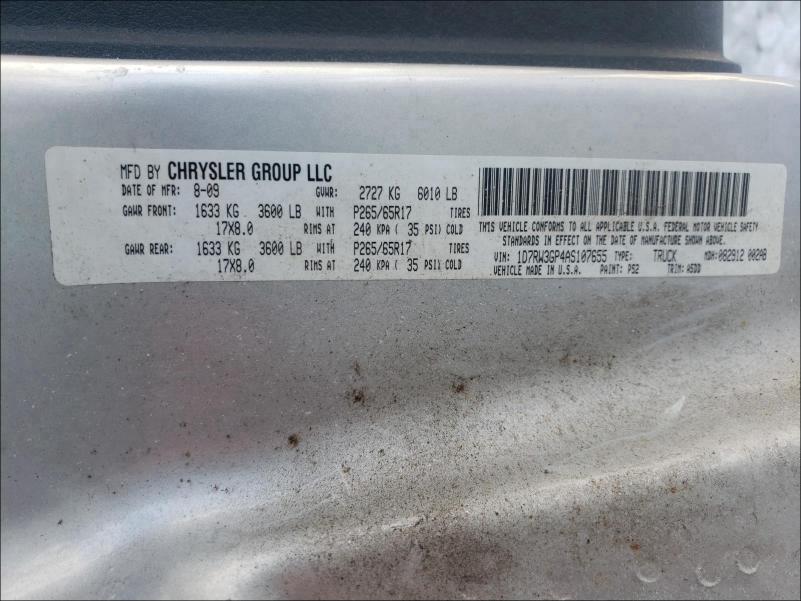 MFD BY CHRYSLER GROUP LLC
DATE OF MFR: 8-09 GVWR: 2727 KG 6010 LB
GAWR FRONT: 1633 KG 3600 LB WITH P265/65R17 TIRES
17X8.0 RIMS AT 240 KPA ( 35 PSI) COLD
GAWR REAR: 1633 KG 3600 LB WITH P265/65R17 TIRES
17X8.0 RIMS AT 240 KPA ( 35 PSI) COLD
THIS VEHICLE CONFORMS TO ALL APPLICABLE U.S.A. FEDERAL MOTOR VEHICLE SAFETY
STANDARDS IN EFFECT ON THE DATE OF MANUFACTURE SHOWN ABOVE.
VIN: 1D7RW3GP4AS107655 TYPE: TRUCK MDH: 082912 002AB
VEHICLE MADE IN U.S.A. PAINT: PS2 TRIM: A5DD